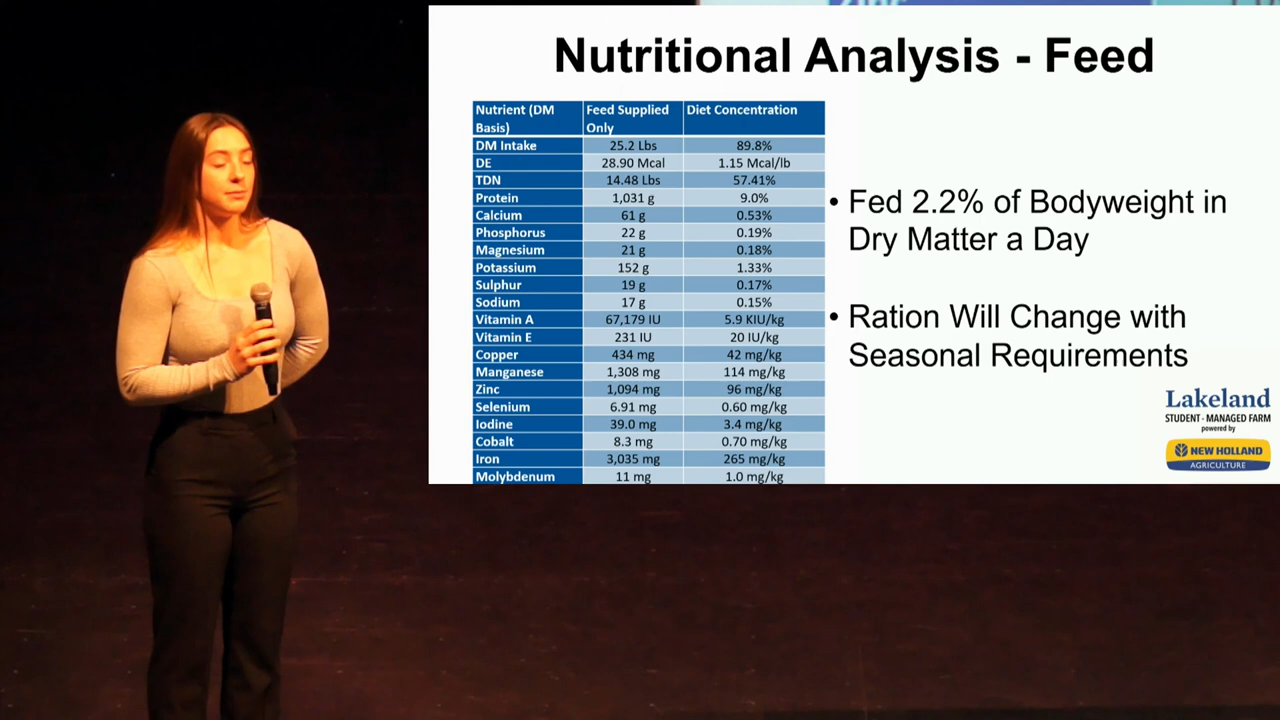 Nutritional Analysis - Feed
Nutrient (DM Basis) Feed Supplied Only Diet Concentration
DM Intake 25.2 Lbs 89.8%
DE 28.90 Mcal 1.15 Mcal/lb
TDN 14.48 Lbs 57.41%
Protein 1,031 g 9.0%
Calcium 61 g 0.53%
Phosphorus 22 g 0.19%
Magnesium 21 g 0.18%
Potassium 152 g 1.33%
Sulphur 19 g 0.17%
Sodium 17 g 0.15%
Vitamin A 67,179 IU 5.9 KIU/kg
Vitamin E 231 IU 20 IU/kg
Copper 434 mg 42 mg/kg
Manganese 1,308 mg 114 mg/kg
Zinc 1,094 mg 96 mg/kg
Selenium 6.91 mg 0.60 mg/kg
Iodine 39.0 mg 3.4 mg/kg
Cobalt 8.3 mg 0.70 mg/kg
Iron 3,035 mg 265 mg/kg
Molybdenum 11 mg 1.0 mg/kg
• Fed 2.2% of Bodyweight in
Dry Matter a Day
• Ration Will Change with
Seasonal Requirements
Lakeland
STUDENT - MANAGED FARM
powered by
NEW HOLLAND
AGRICULTURE